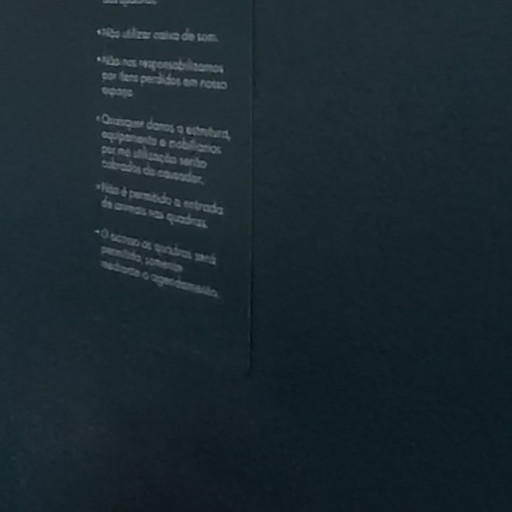 •Não utilizar caixa de som.
•Não nos responsabilizamos
por itens perdidos em nosso
espaço.
•Quaisquer danos a estrutura,
equipamento e mobiliarios
por má utilização serão
cobrados do causador.
•Não é permitido a entrada
de animais nas quadras.
•O acesso as quadras será
permitido, somente
mediante o agendamento.